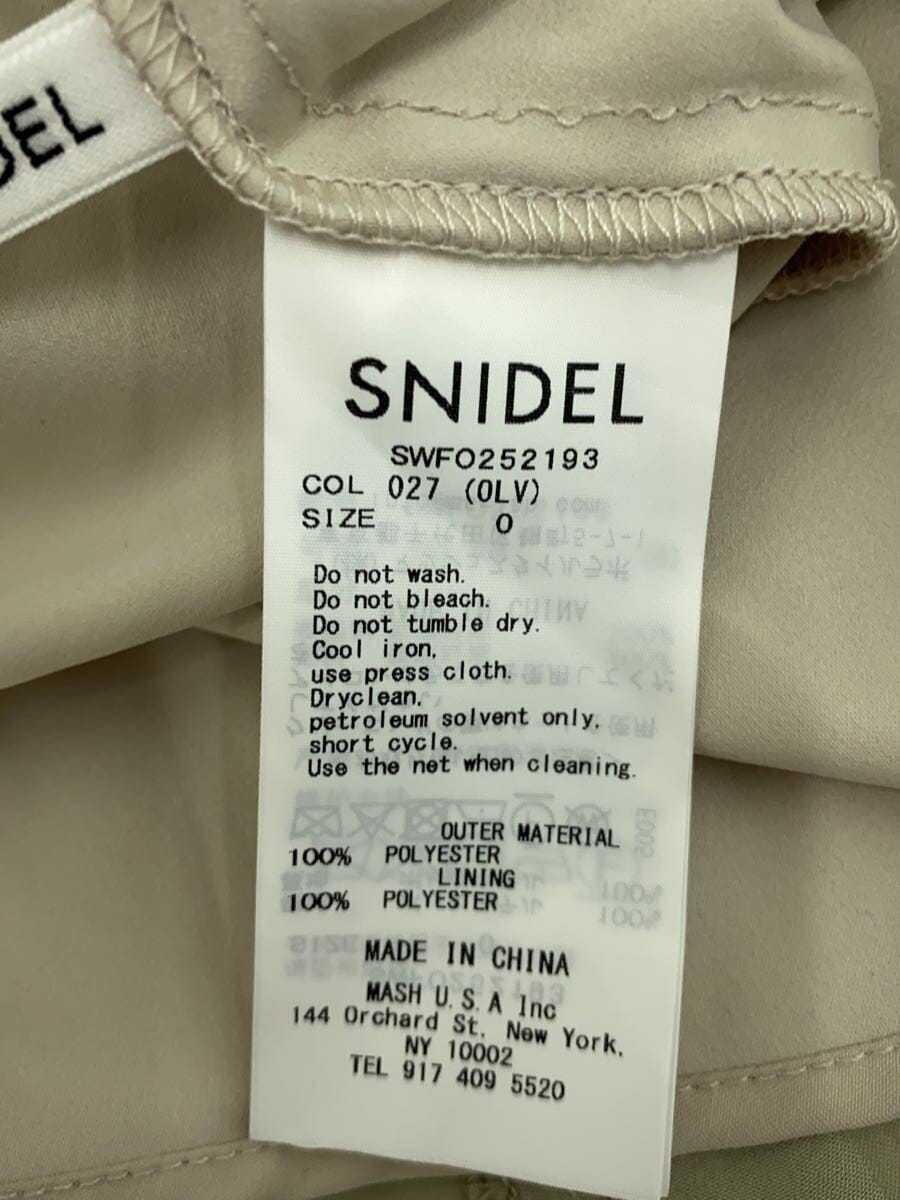 DEL
SNIDEL
SWFO252193
COL 027 (OLV)
SIZE 0
Do not wash.
Do not bleach.
Do not tumble dry.
Cool iron,
use press cloth.
Dryclean,
petroleum solvent only,
short cycle.
Use the net when cleaning.
OUTER MATERIAL
100% POLYESTER
LINING
100% POLYESTER
MADE IN CHINA
MASH U.S.A Inc
144 Orchard St. New York,
NY 10002
TEL 917 409 5520